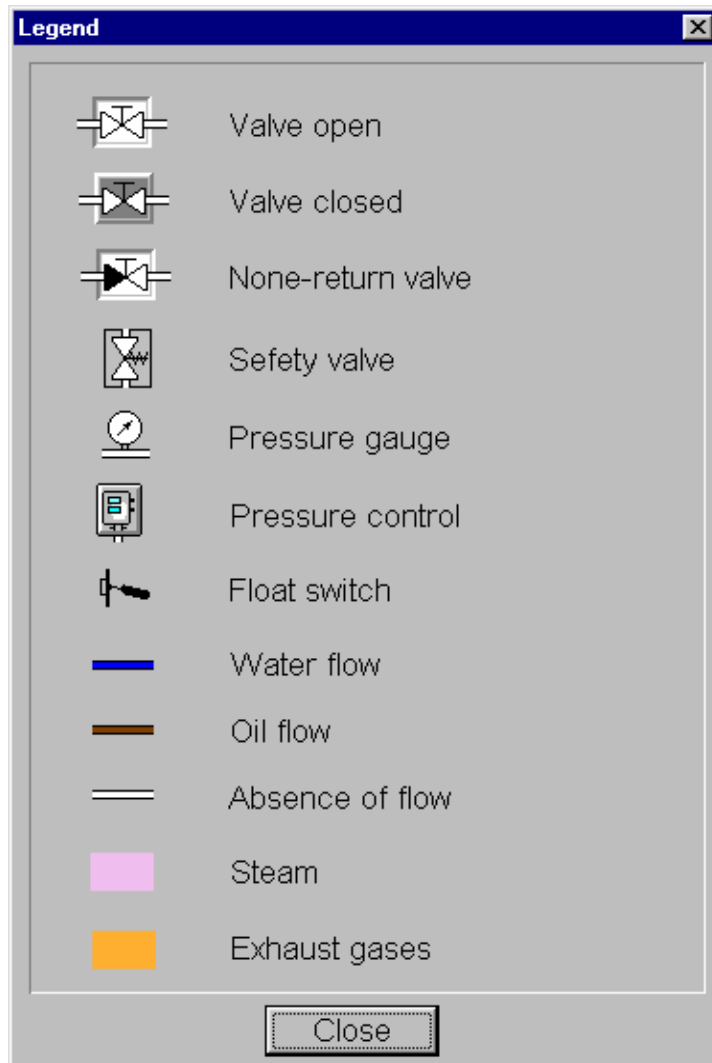 Legend
Valve open
Valve closed
None-return valve
Sefety valve
Pressure gauge
Pressure control
Float switch
Water flow
Oil flow
Absence of flow
Steam
Exhaust gases
Close